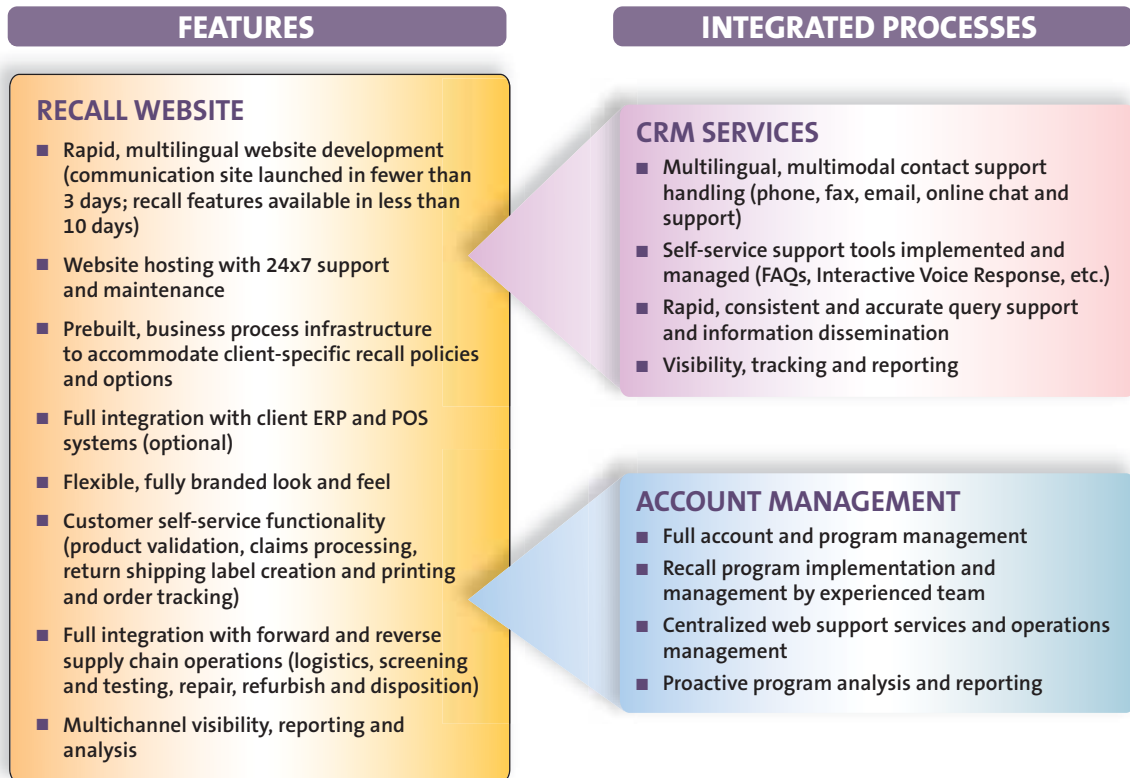 FEATURES
RECALL WEBSITE
■ Rapid, multilingual website development
(communication site launched in fewer than
3 days; recall features available in less than
10 days)
■ Website hosting with 24x7 support
and maintenance
■ Prebuilt, business process infrastructure
to accommodate client-specific recall policies
and options
■ Full integration with client ERP and POS
systems (optional)
■ Flexible, fully branded look and feel
■ Customer self-service functionality
(product validation, claims processing,
return shipping label creation and printing
and order tracking)
■ Full integration with forward and reverse
supply chain operations (logistics, screening
and testing, repair, refurbish and disposition)
■ Multichannel visibility, reporting and
analysis
INTEGRATED PROCESSES
CRM SERVICES
■ Multilingual, multimodal contact support
handling (phone, fax, email, online chat and
support)
■ Self-service support tools implemented and
managed (FAQs, Interactive Voice Response, etc.)
■ Rapid, consistent and accurate query support
and information dissemination
■ Visibility, tracking and reporting
ACCOUNT MANAGEMENT
■ Full account and program management
■ Recall program implementation and
management by experienced team
■ Centralized web support services and operations
management
■ Proactive program analysis and reporting